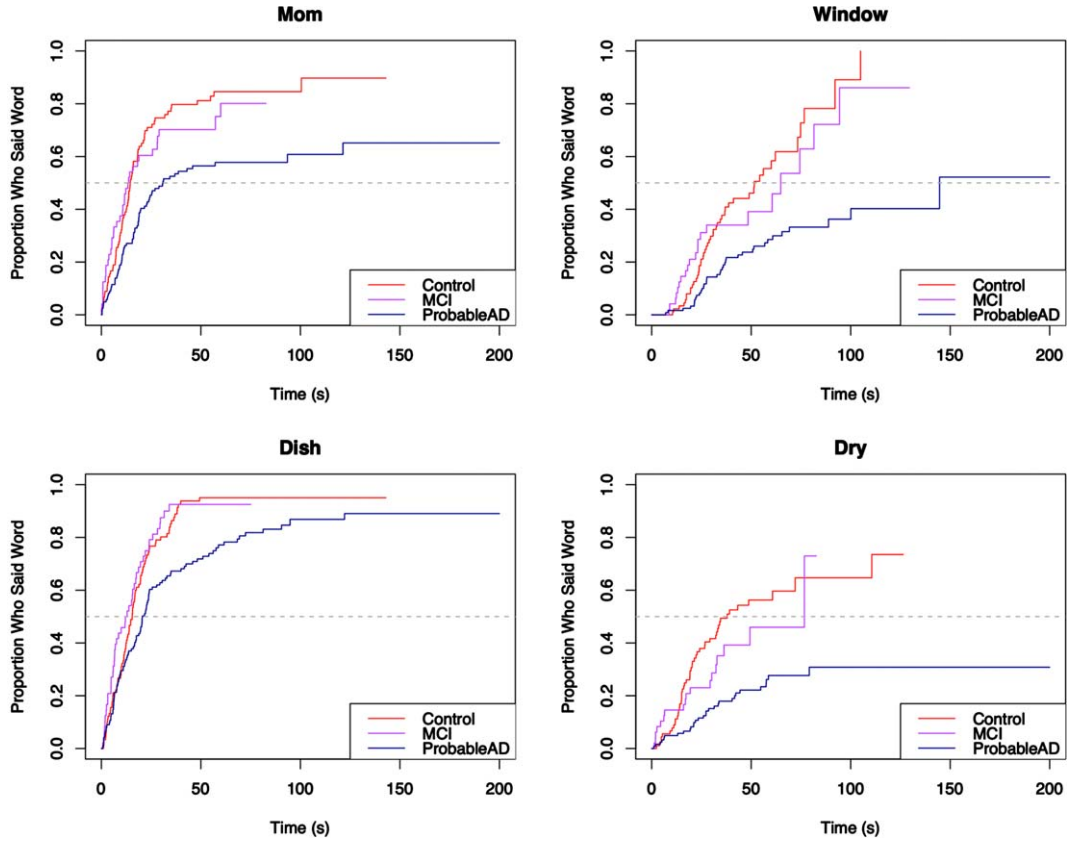 Mom
Proportion Who Said Word
1.0
0.8
0.6
0.4
0.2
0.0
Control
MCI
ProbableAD
0 50 100 150 200
Time (s)
Window
Proportion Who Said Word
1.0
0.8
0.6
0.4
0.2
0.0
Control
MCI
ProbableAD
0 50 100 150 200
Time (s)
Dish
Proportion Who Said Word
1.0
0.8
0.6
0.4
0.2
0.0
Control
MCI
ProbableAD
0 50 100 150 200
Time (s)
Dry
Proportion Who Said Word
1.0
0.8
0.6
0.4
0.2
0.0
Control
MCI
ProbableAD
0 50 100 150 200
Time (s)